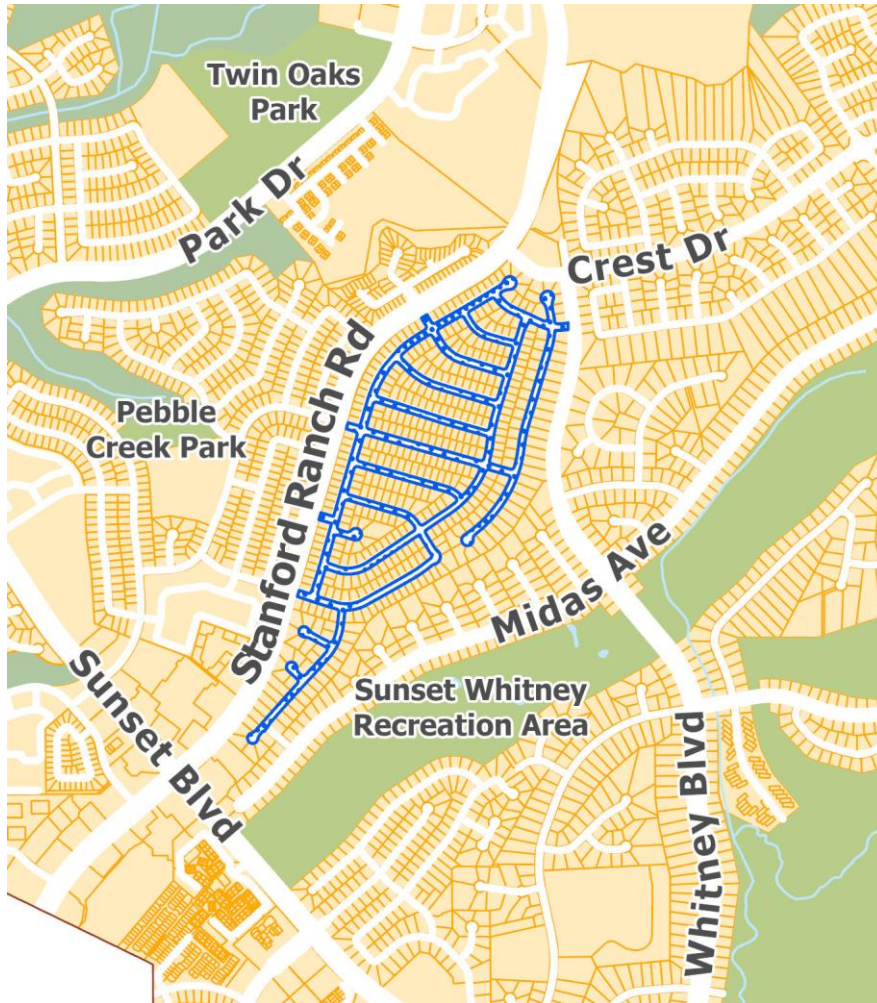 Twin Oaks
Park
Park Dr
Crest Dr
Stanford Ranch Rd
Pebble
Creek Park
Midas Ave
Sunset Blvd
Sunset Whitney
Recreation Area
Whitney Blvd